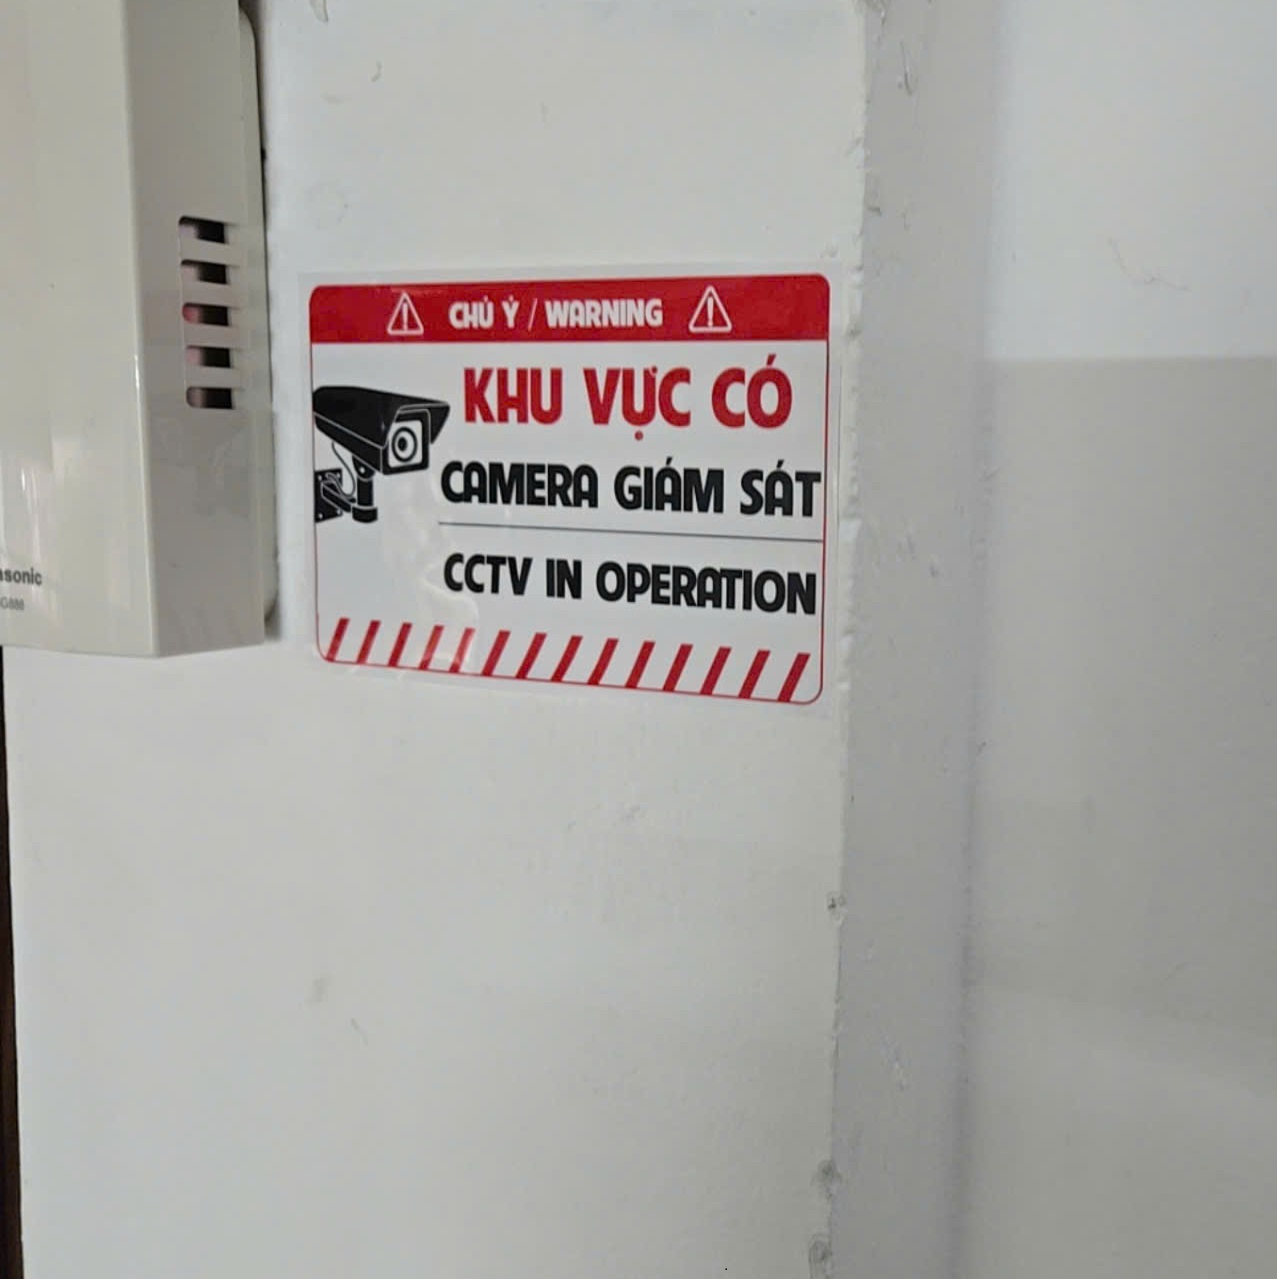 CHÚ Ý / WARNING
KHU VỰC CÓ
CAMERA GIÁM SÁT
CCTV IN OPERATION
asonic